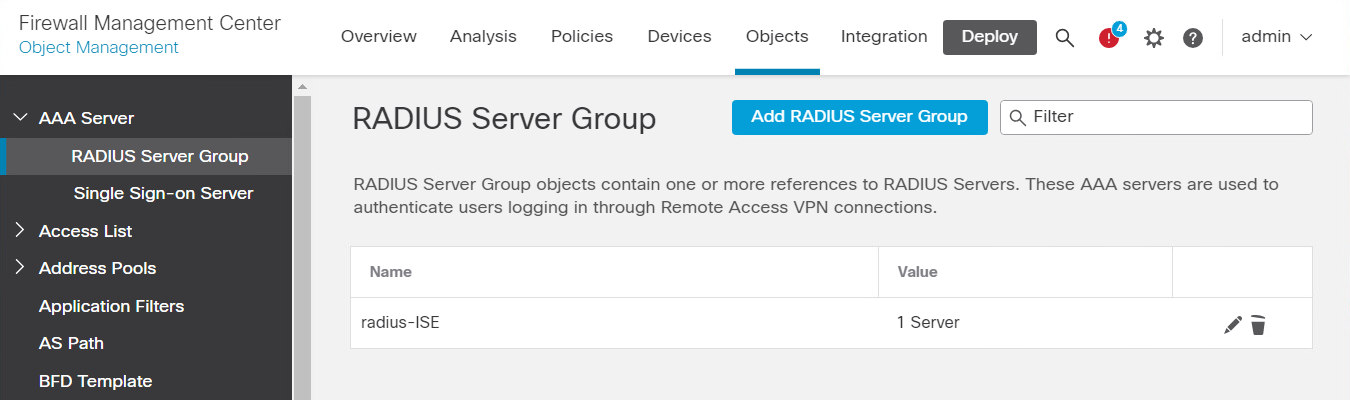 Firewall Management Center
Object Management
Overview
Analysis
Policies
Devices
Objects
Integration
Deploy
4
admin
AAA Server
RADIUS Server Group
Single Sign-on Server
Access List
Address Pools
Application Filters
AS Path
BFD Template
RADIUS Server Group
Add RADIUS Server Group
Filter
RADIUS Server Group objects contain one or more references to RADIUS Servers. These AAA servers are used to
authenticate users logging in through Remote Access VPN connections.
Name
Value
radius-ISE
1 Server